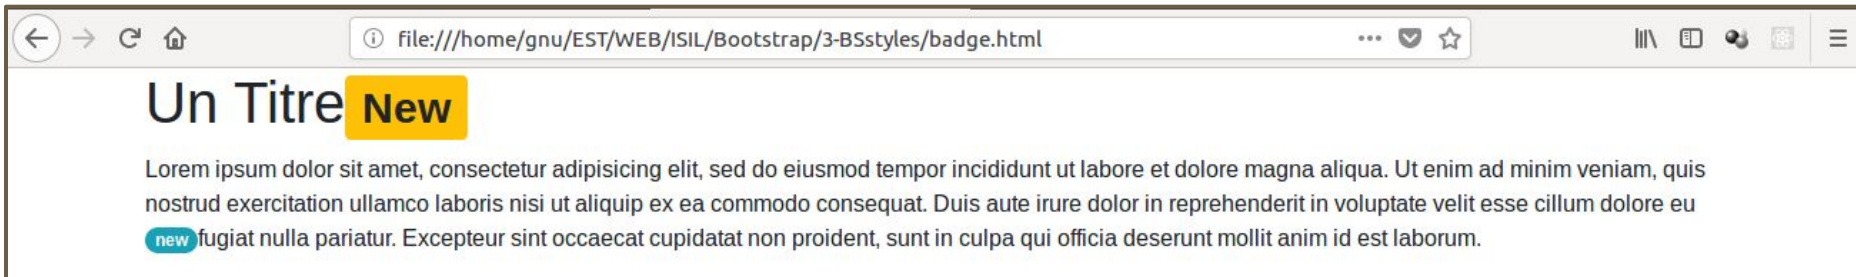 file:///home/gnu/EST/WEB/ISIL/Bootstrap/3-BSstyles/badge.html
Un Titre New
Lorem ipsum dolor sit amet, consectetur adipisicing elit, sed do eiusmod tempor incididunt ut labore et dolore magna aliqua. Ut enim ad minim veniam, quis
nostrud exercitation ullamco laboris nisi ut aliquip ex ea commodo consequat. Duis aute irure dolor in reprehenderit in voluptate velit esse cillum dolore eu
new fugiat nulla pariatur. Excepteur sint occaecat cupidatat non proident, sunt in culpa qui officia deserunt mollit anim id est laborum.